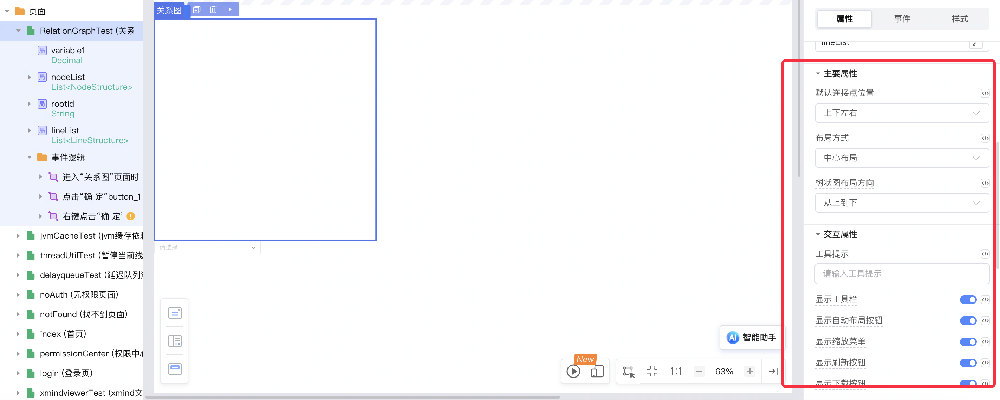 页面
RelationGraphTest (关系
局 variable1
Decimal
局 nodeList
List<NodeStructure>
局 rootId
String
局 lineList
List<LineStructure>
事件逻辑
进入“关系图”页面时
点击“确 定”button_1
右键点击“确 定’
jvmCacheTest (jvm缓存依
threadUtilTest (暂停当前线
delayqueueTest (延迟队列
noAuth (无权限页面)
notFound (找不到页面)
index (首页)
permissionCenter (权限中
login (登录页)
xmindviewerTest (xmind文
关系图
请选择
AI 智能助手
New
1:1
63%
属性 事件 样式
lineList
主要属性
默认连接点位置
上下左右
布局方式
中心布局
树状图布局方向
从上到下
交互属性
工具提示
请输入工具提示
显示工具栏
显示自动布局按钮
显示缩放菜单
显示刷新按钮
显示下载按钮